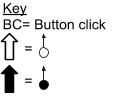 Key
BC= Button click
=
=